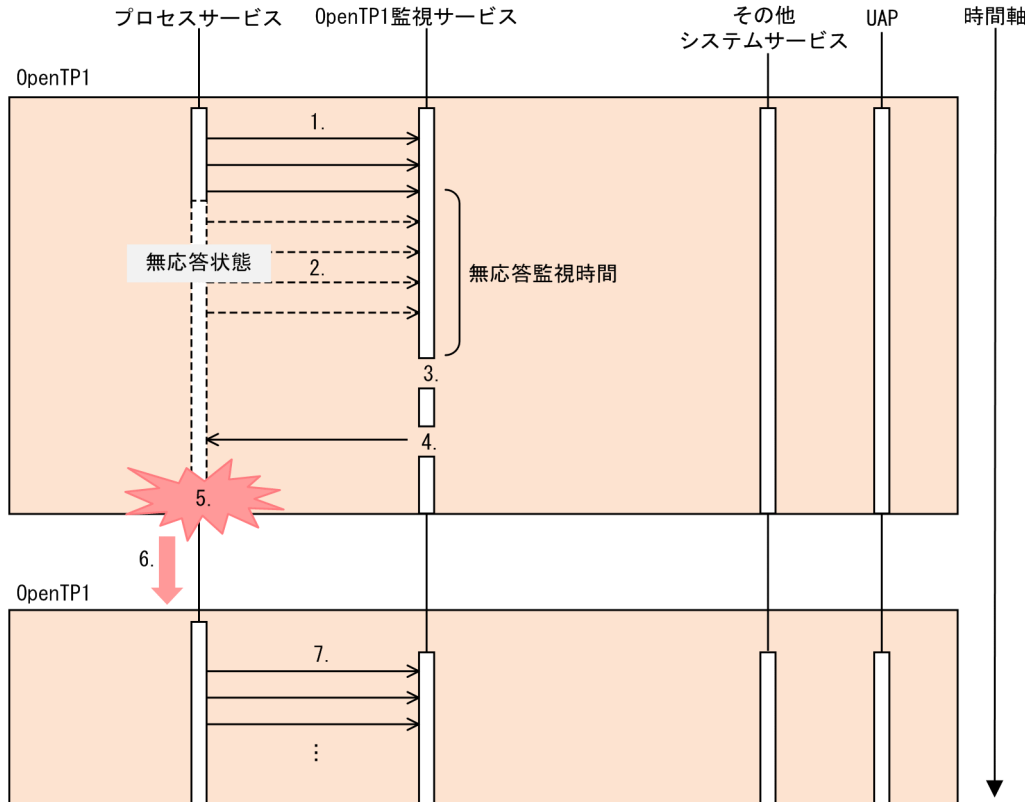 プロセスサービス
OpenTP1監視サービス
その他
システムサービス
UAP
時間軸
OpenTP1
1.
無応答状態
2.
無応答監視時間
3.
4.
5.
6.
OpenTP1
7.
…